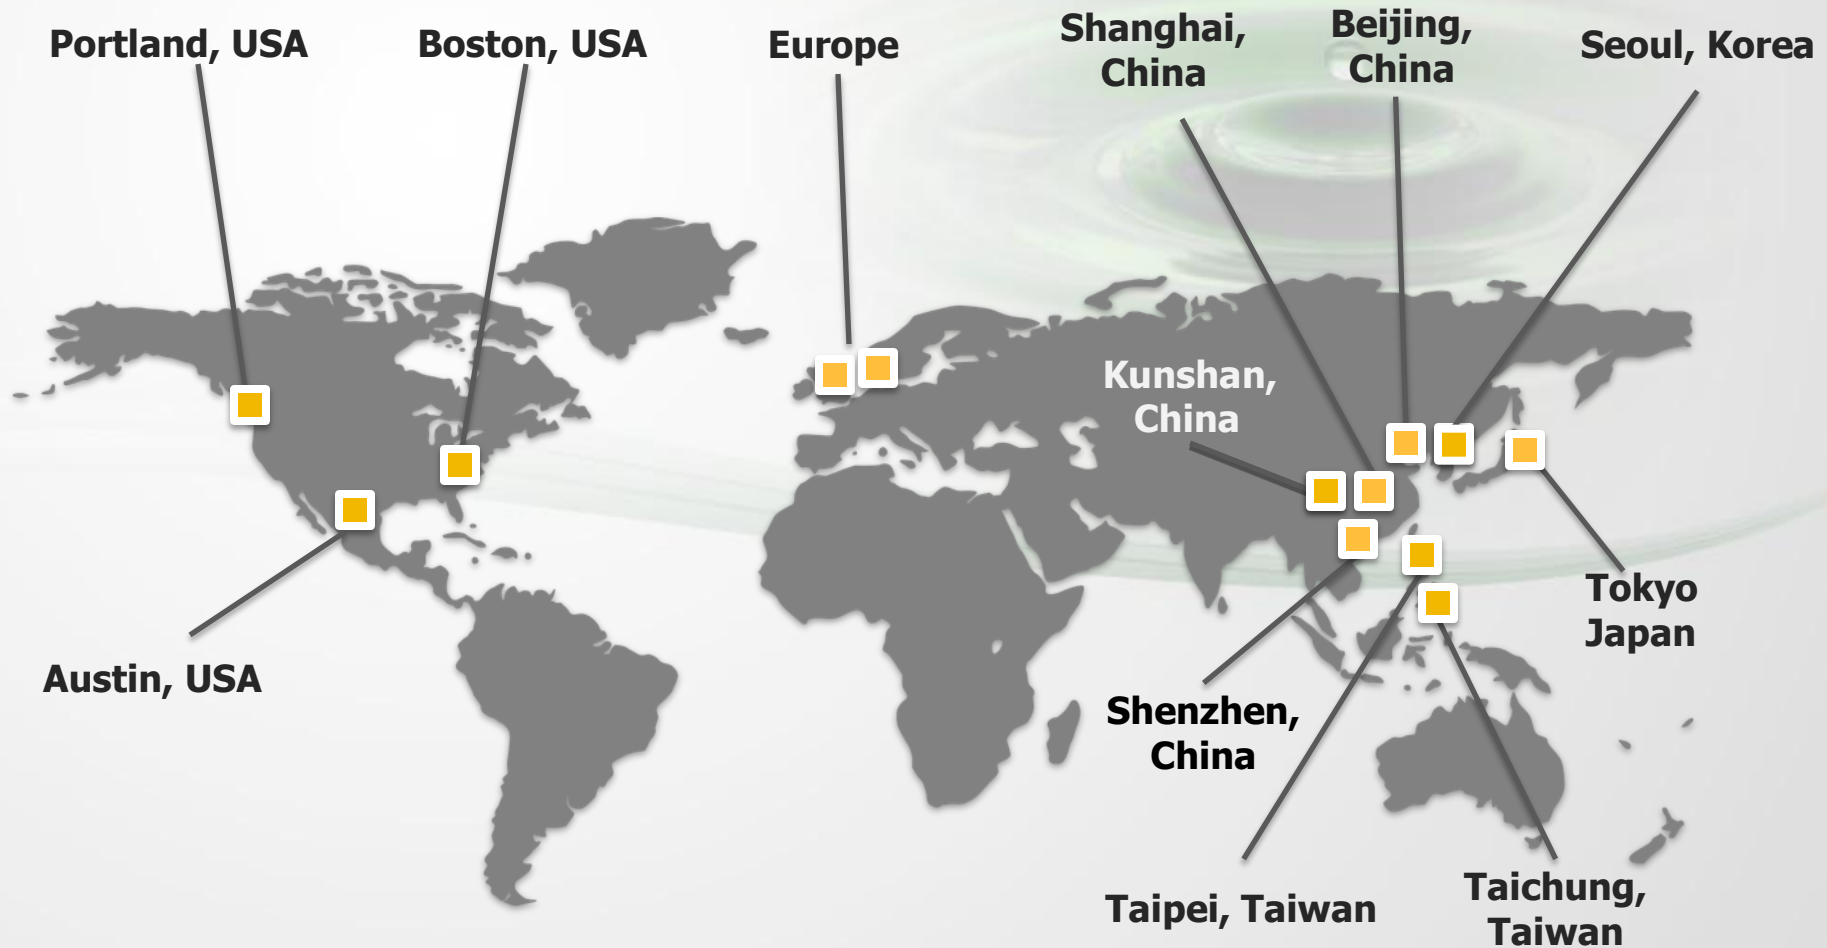 Portland, USA
Boston, USA
Europe
Shanghai,
China
Beijing,
China
Seoul, Korea
Kunshan,
China
Tokyo
Japan
Austin, USA
Shenzhen,
China
Taipei, Taiwan
Taichung,
Taiwan